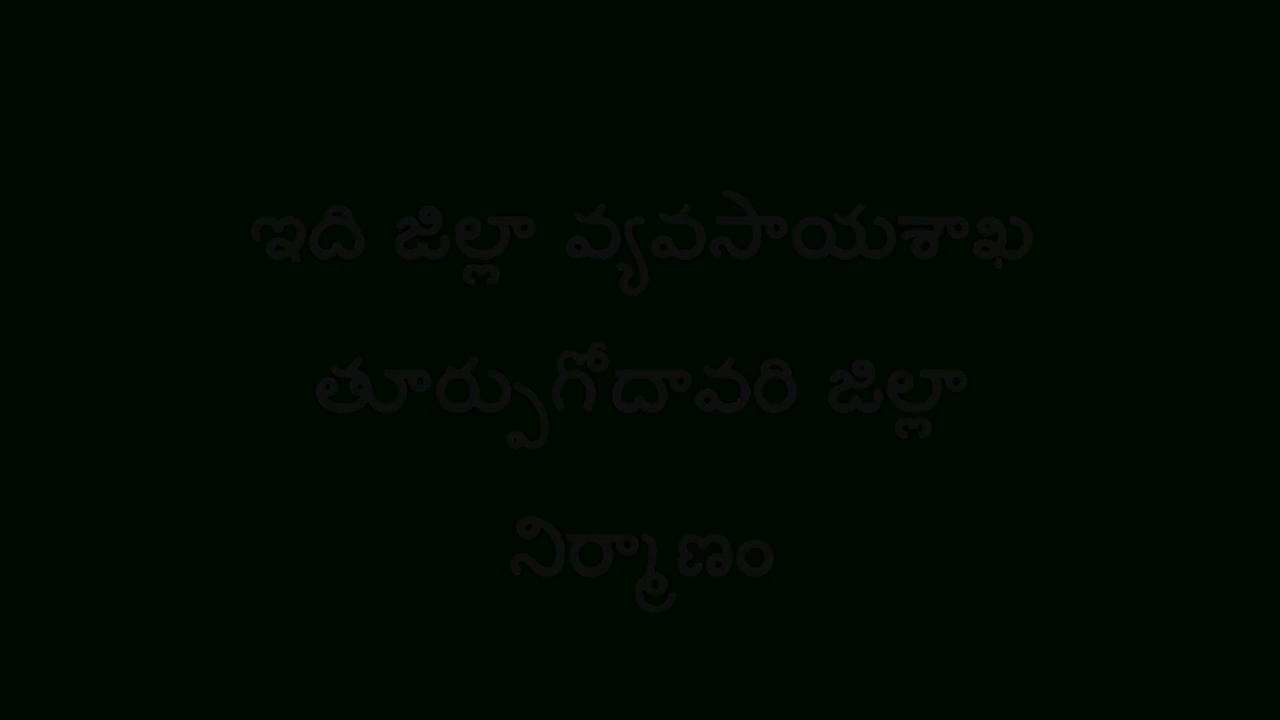 ఇది జిల్లా వ్యవసాయశాఖ
తూర్పుగోదావరి జిల్లా
నిర్మాణం